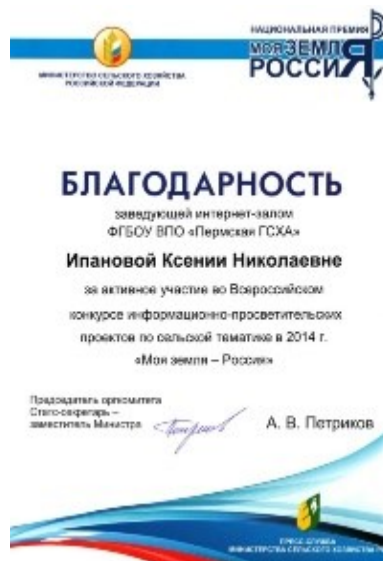 МИНИСТЕРСТВО СЕЛЬСКОГО ХОЗЯЙСТВА
РОССИЙСКОЙ ФЕДЕРАЦИИ
НАЦИОНАЛЬНАЯ ПРЕМИЯ
МОЯ ЗЕМЛЯ
РОССИЯ
БЛАГОДАРНОСТЬ
заведующей интернет-залом
ФГБОУ ВПО «Пермская ГСХА»
Ипановой Ксении Николаевне
за активное участие во Всероссийском
конкурсе информационно-просветительских
проектов по сельской тематике в 2014 г.
«Моя земля – Россия»
Председатель оргкомитета
Статс-секретарь –
заместитель Министра
А. В. Петриков
ПРЕСС-СЛУЖБА
МИНИСТЕРСТВА СЕЛЬСКОГО ХОЗЯЙСТВА